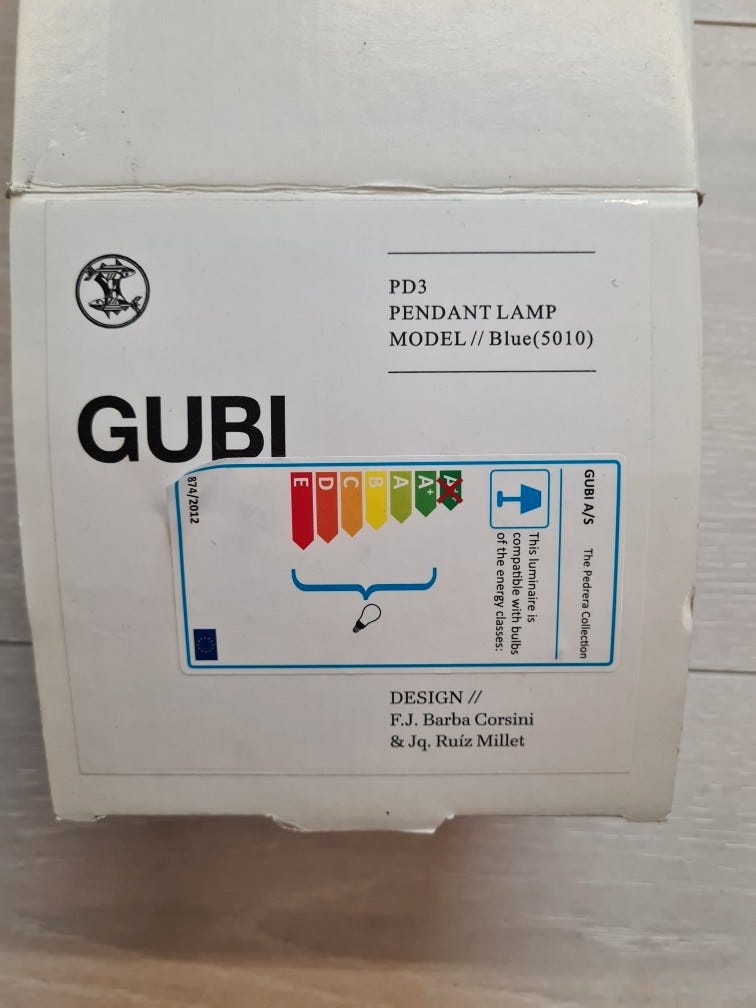 PD3
PENDANT LAMP
MODEL // Blue(5010)
GUBI
GUBI A/S The Pedrera Collection
This luminaire is
compatible with bulbs
of the energy classes:
A++
A+
A
B
C
D
E
874/2012
DESIGN //
F.J. Barba Corsini
& Jq. Ruíz Millet